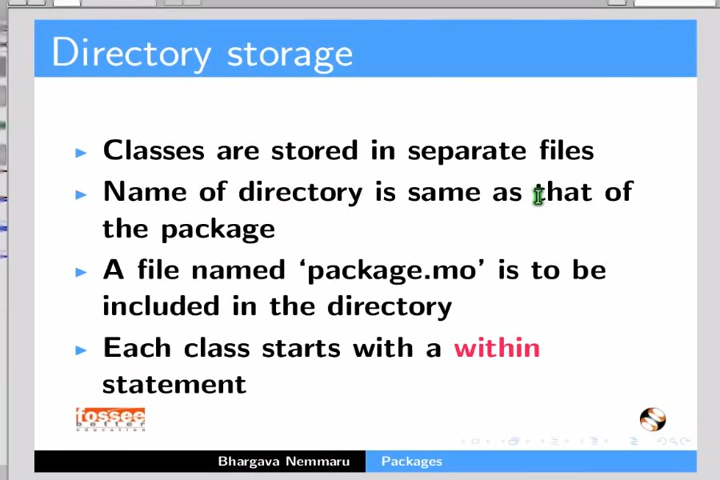 Directory storage
Classes are stored in separate files
Name of directory is same as that of
the package
A file named ‘package.mo’ is to be
included in the directory
Each class starts with a within
statement
fossee
better
education
Bhargava Nemmaru Packages